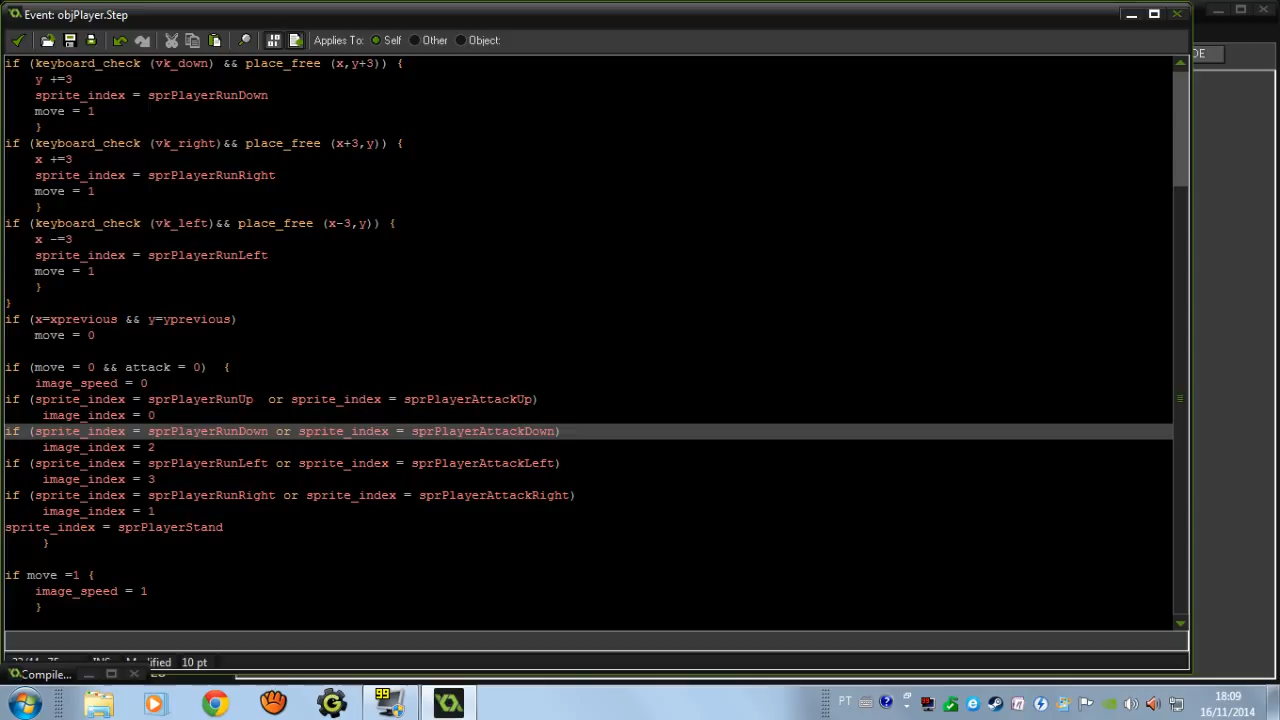 Event: objPlayer.Step
Applies To: Self Other Object:
DE
if (keyboard_check (vk_down) && place_free (x,y+3)) {
y +=3
sprite_index = sprPlayerRunDown
move = 1
}
if (keyboard_check (vk_right)&& place_free (x+3,y)) {
x +=3
sprite_index = sprPlayerRunRight
move = 1
}
if (keyboard_check (vk_left)&& place_free (x-3,y)) {
x -=3
sprite_index = sprPlayerRunLeft
move = 1
}
}
if (x=xprevious && y=yprevious)
move = 0
if (move = 0 && attack = 0) {
image_speed = 0
if (sprite_index = sprPlayerRunUp or sprite_index = sprPlayerAttackUp)
image_index = 0
if (sprite_index = sprPlayerRunDown or sprite_index = sprPlayerAttackDown)
image_index = 2
if (sprite_index = sprPlayerRunLeft or sprite_index = sprPlayerAttackLeft)
image_index = 3
if (sprite_index = sprPlayerRunRight or sprite_index = sprPlayerAttackRight)
image_index = 1
sprite_index = sprPlayerStand
}
if move =1 {
image_speed = 1
}
10 pt
Compile...
99
PT
18:09
16/11/2014